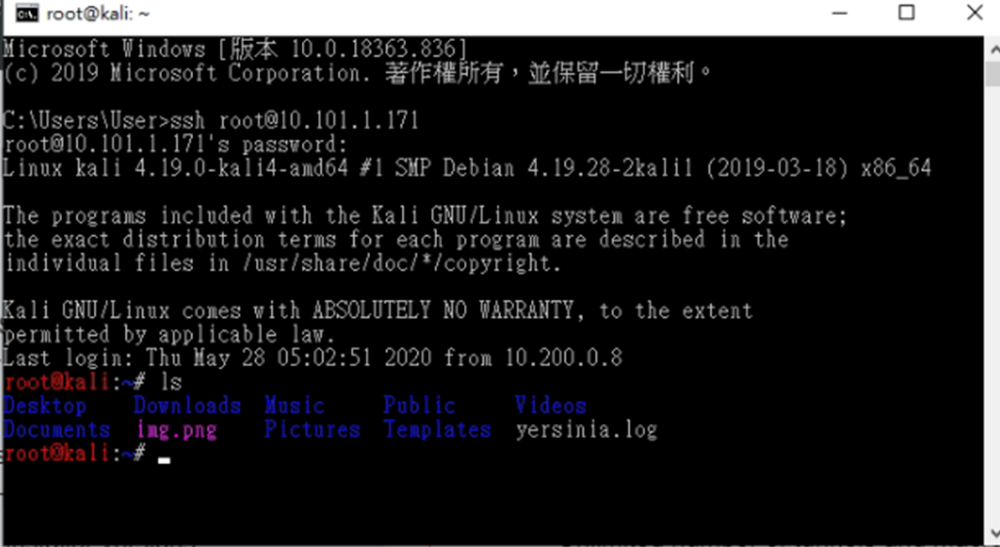 root@kali: ~
Microsoft Windows [版本 10.0.18363.836]
(c) 2019 Microsoft Corporation. 著作權所有，並保留一切權利。
C:\Users\User>ssh root@10.101.1.171
root@10.101.1.171's password:
Linux kali 4.19.0-kali4-amd64 #1 SMP Debian 4.19.28-2kali1 (2019-03-18) x86_64
The programs included with the Kali GNU/Linux system are free software;
the exact distribution terms for each program are described in the
individual files in /usr/share/doc/*/copyright.
Kali GNU/Linux comes with ABSOLUTELY NO WARRANTY, to the extent
permitted by applicable law.
Last login: Thu May 28 05:02:51 2020 from 10.200.0.8
root@kali:~# ls
Desktop Downloads Music Public Videos
Documents img.png Pictures Templates yersinia.log
root@kali:~#